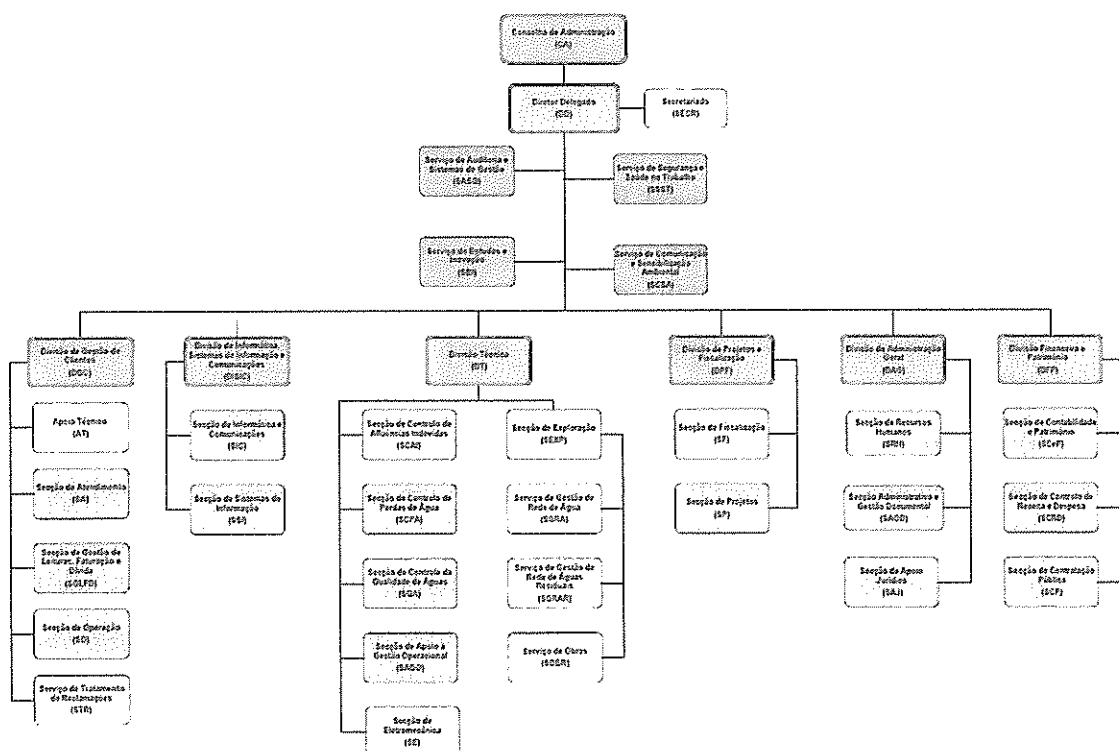 Conselho de Administração
(CA)
Diretor Delegado
(DD)
Secretariado
(SECR)
Serviço de Auditoria e
Sistemas de Gestão
(SASG)
Serviço de Segurança e
Saúde no Trabalho
(SSST)
Serviço de Estudos e
Inovação
(SEI)
Serviço de Comunicação
e Sensibilização
Ambiental
(SCSA)
Divisão de Gestão de
Clientes
(DGC)
Divisão de Informática,
Sistemas de Informação e
Comunicações
(DISIC)
Divisão Técnica
(DT)
Divisão de Projetos e
Fiscalização
(DPF)
Divisão de Administração
Geral
(DAG)
Divisão Financeira e
Património
(DFP)
Apoio Técnico
(AT)
Secção de Atendimento
(SA)
Secção de Gestão de
Leituras, Faturação e
Dívida
(SGLFD)
Secção de Operação
(SO)
Serviço de Tratamento
de Reclamações
(STR)
Secção de Informática e
Comunicações
(SIC)
Secção de Sistemas de
Informação
(SSI)
Secção de Controlo de
Afluências Indevidas
(SCAI)
Secção de Controlo de
Perdas de Água
(SCPA)
Secção de Controlo da
Qualidade de Águas
(SQA)
Secção de Apoio à
Gestão Operacional
(SAGO)
Secção de
Eletromecânica
(SE)
Secção de Exploração
(SEXP)
Serviço de Gestão de
Rede de Água
(SGRA)
Serviço de Gestão de
Rede de Águas
Residuais
(SGRAR)
Serviço de Obras
Secção de Fiscalização
(SF)
Secção de Projetos
(SP)
Secção de Recursos
Humanos
(SRH)
Secção Administrativa e
Gestão Documental
(SAGD)
Secção de Apoio
Jurídico
(SAJ)
Secção de Contabilidade
e Património
(SCeP)
Secção de Controlo de
Receita e Despesa
(SCRD)
Secção de Contratação
Pública
(SCP)